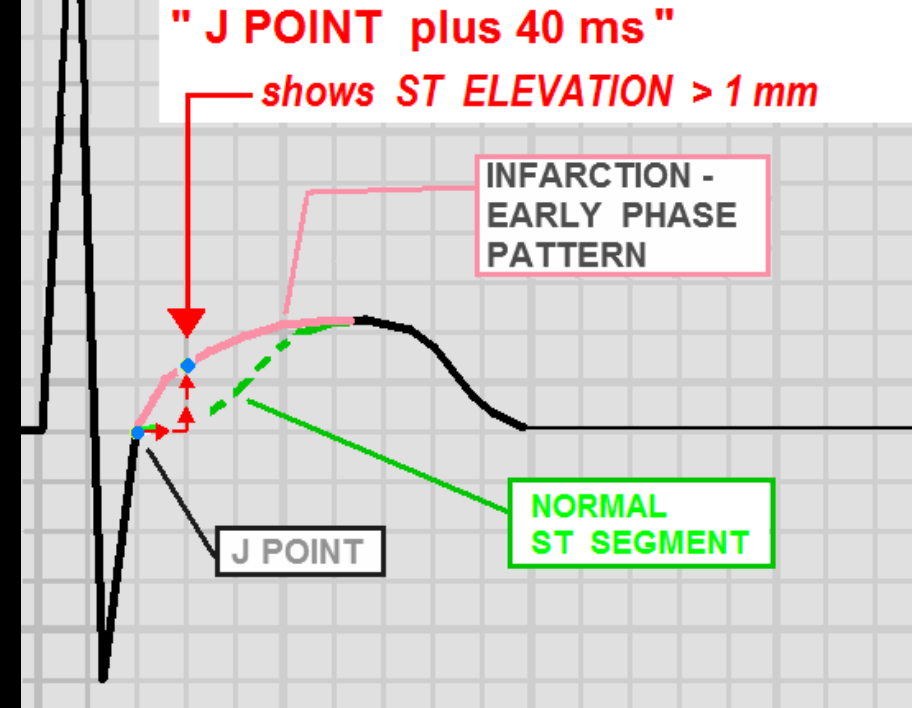 " J POINT plus 40 ms "
shows ST ELEVATION > 1 mm
INFARCTION -
EARLY PHASE
PATTERN
NORMAL
ST SEGMENT
J POINT